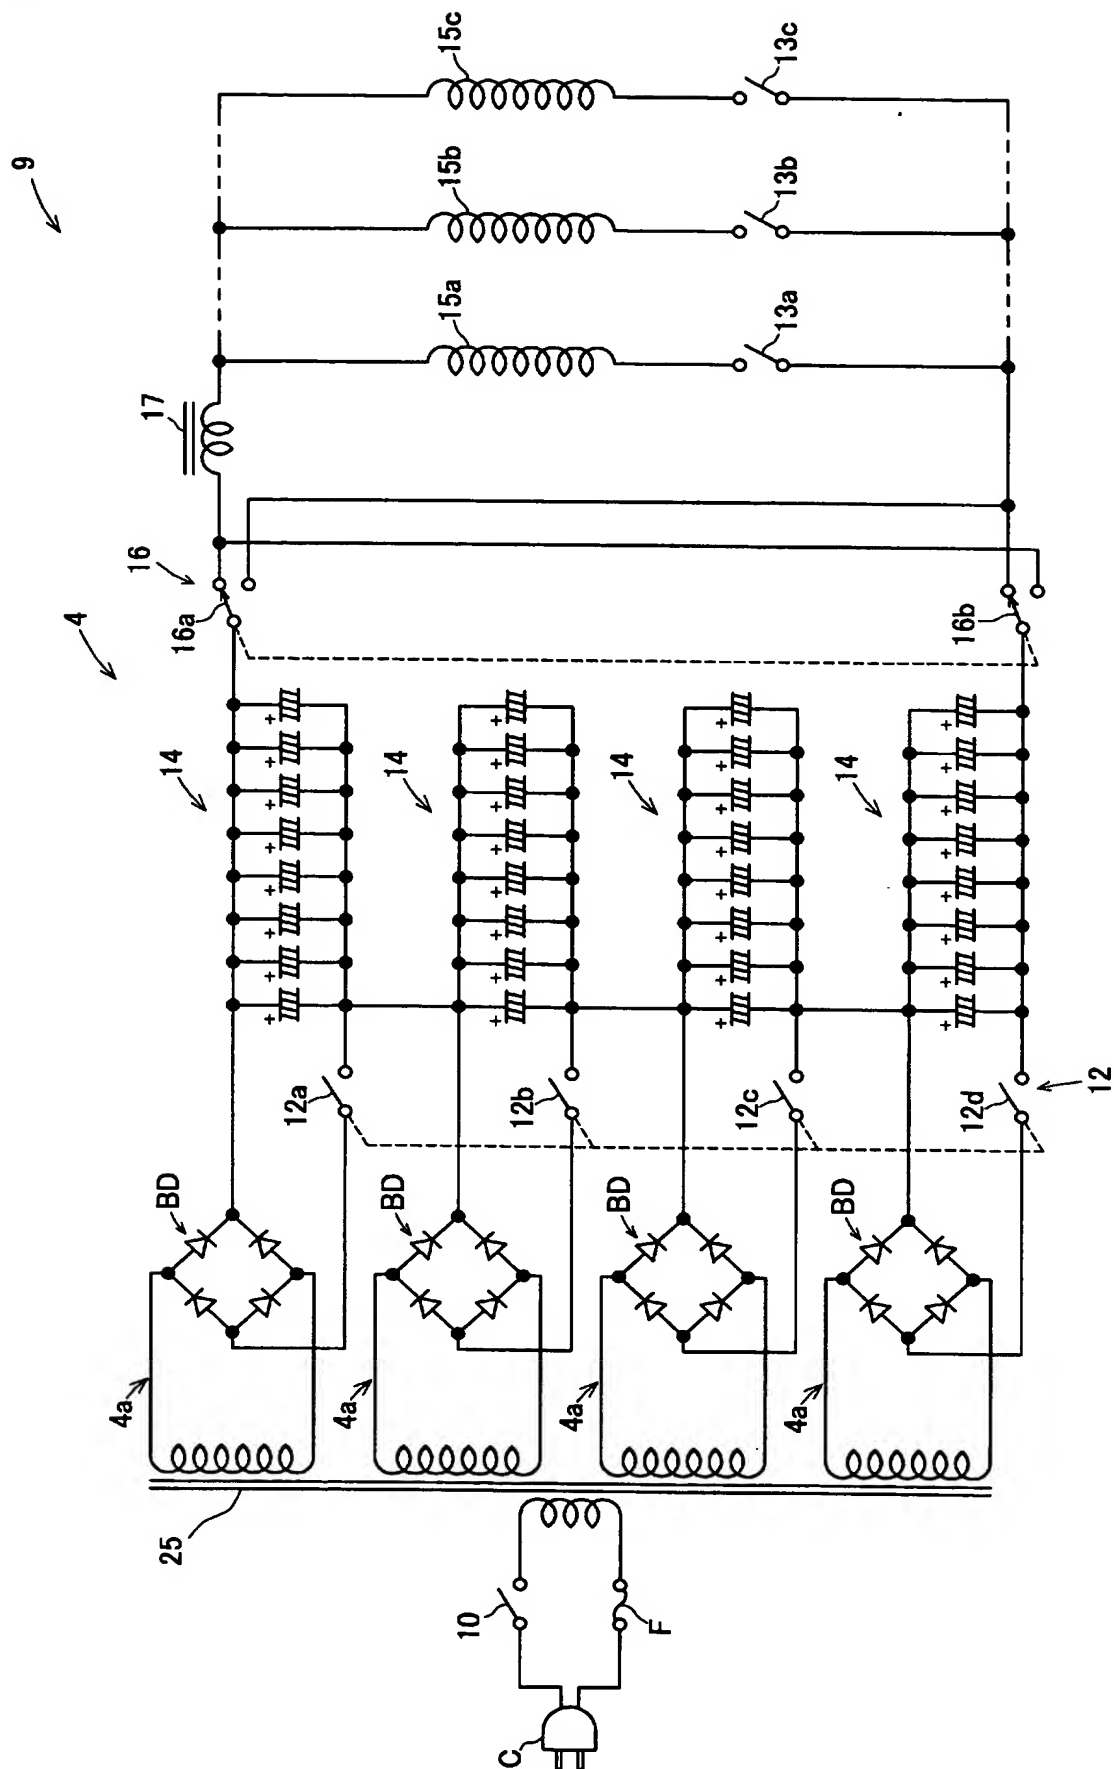 9
15c
13c
15b
13b
15a
13a
17
16
16a
16b
4
14
14
14
14
+ + + + + + + +
+ + + + + + + +
+ + + + + + + +
+ + + + + + + +
12a
12b
12c
12d
12
BD
BD
BD
BD
4a
4a
4a
4a
25
10
F
C